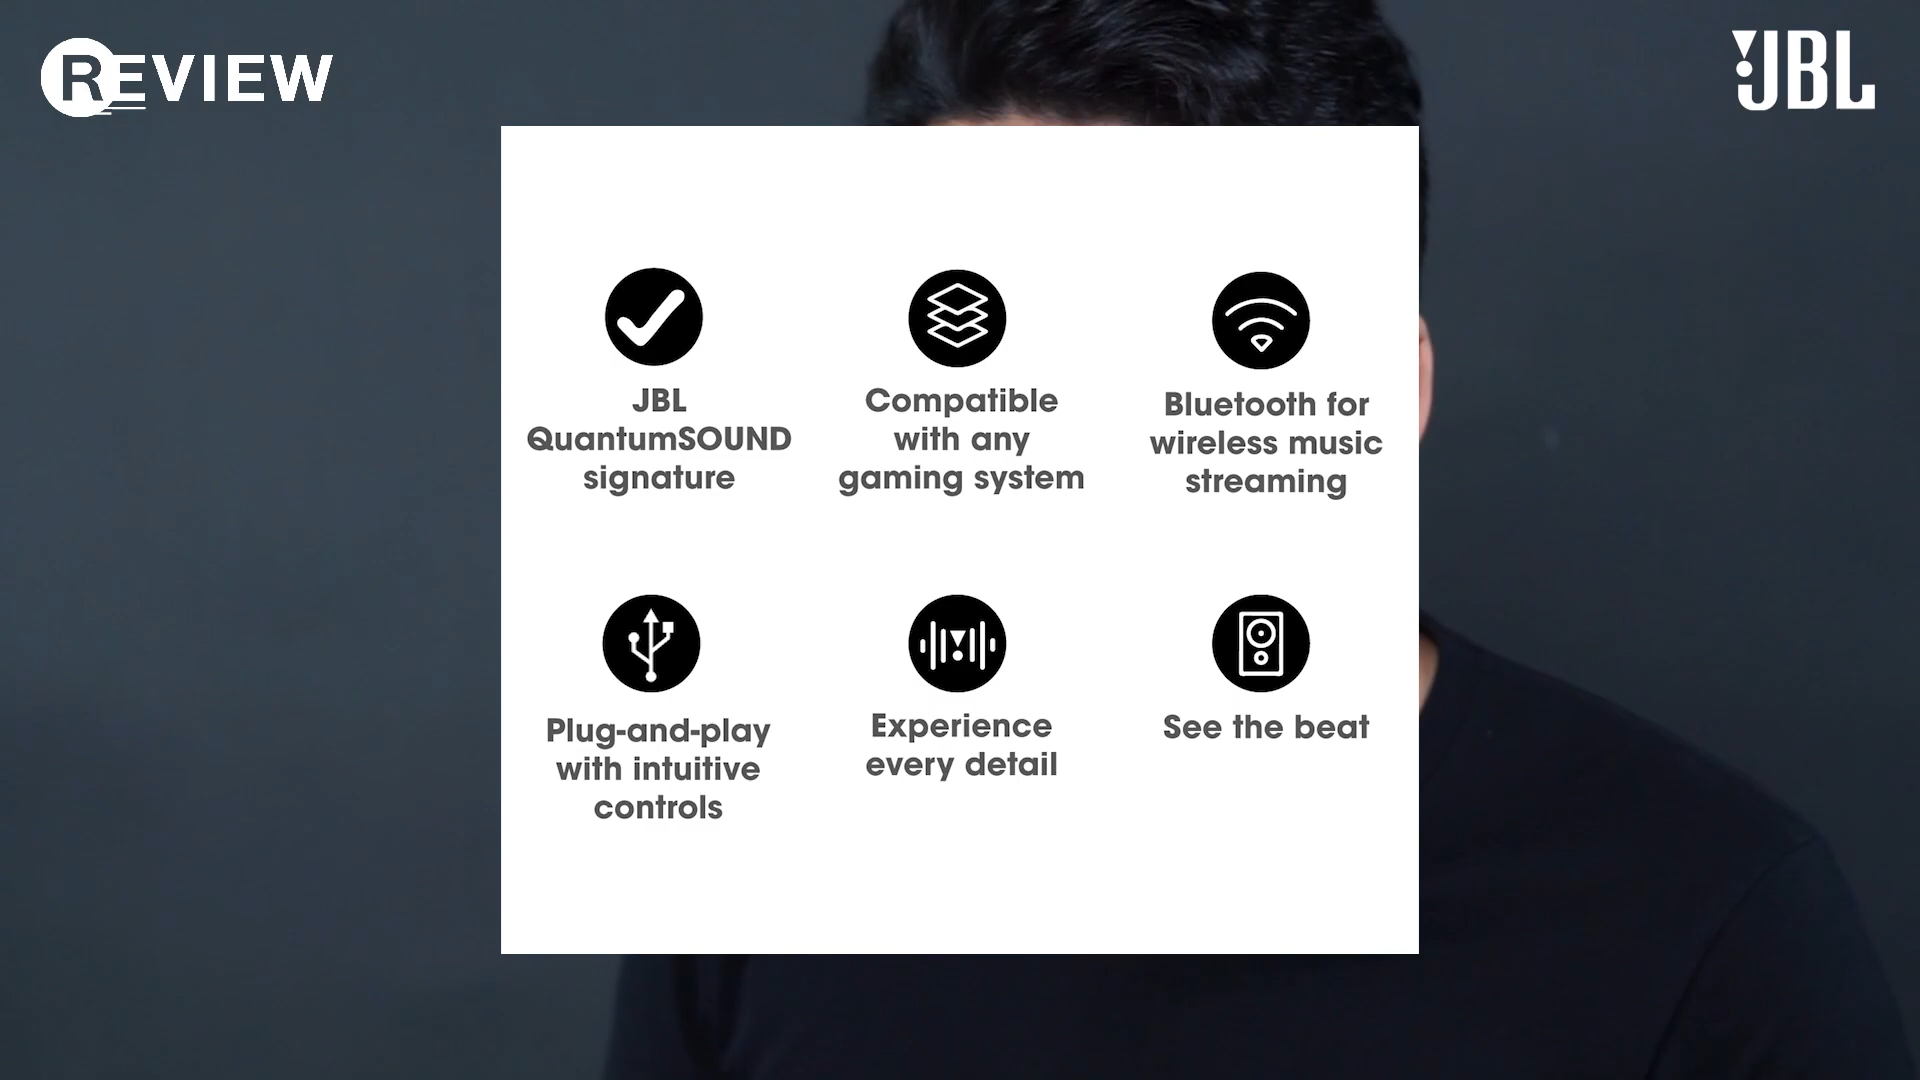 REVIEW
JBL
JBL
QuantumSOUND
signature
Compatible
with any
gaming system
Bluetooth for
wireless music
streaming
Plug-and-play
with intuitive
controls
Experience
every detail
See the beat